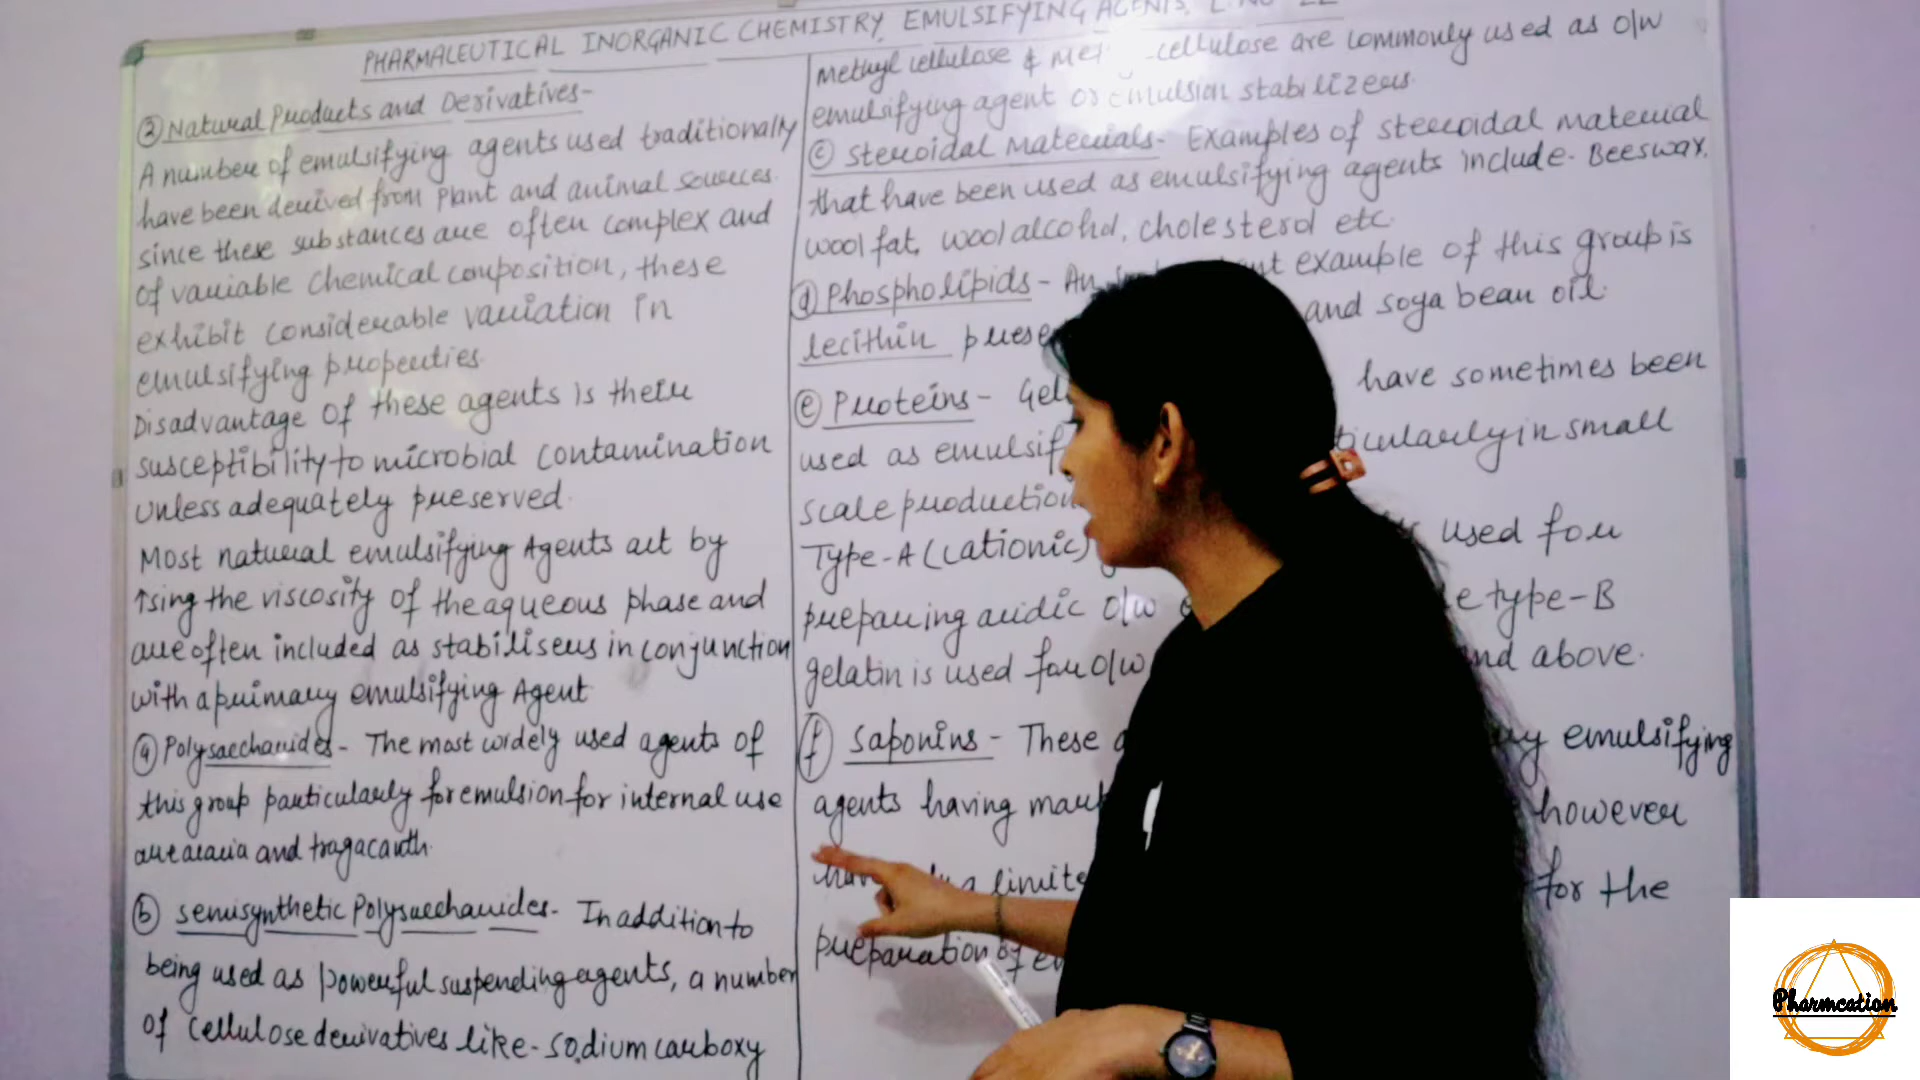 PHARMACEUTICAL INORGANIC CHEMISTRY, EMULSIFYING AGENTS,
③ Natural Products and Derivatives-
A number of emulsifying agents used traditionally
have been derived from Plant and animal sources.
since these substances are often complex and
of variable chemical composition, these
exhibit considerable variation in
emulsifying properties.
Disadvantage of these agents is their
susceptibility to microbial contamination
unless adequately preserved.
Most natural emulsifying Agents act by
↑sing the viscosity of the aqueous phase and
are often included as stabilisers in conjunction
with a primary emulsifying Agent
ⓐ Polysaccharides - The most widely used agents of
this group particularly for emulsion for internal use
are acacia and tragacanth.
ⓑ semisynthetic Polysaccharides - In addition to
being used as powerful suspending agents, a number
of cellulose derivatives like - sodium carboxy
Methyl cellulose & cellulose are commonly used as O/W
emulsifying agent or emulsion stabilizers.
ⓒ Steroidal Materials - Examples of steroidal material
that have been used as emulsifying agents include - Beeswax,
wool fat, wool alcohol, cholesterol etc.
ⓓ Phospholipids - An example of this group is
lecithin and soya bean oil.
ⓔ Proteins - have sometimes been
used as in small
scale production
Type-A (cationic) used for
preparing acidic O/W type-B
gelatin is used for O/W and above.
ⓕ Saponins - These emulsifying
agents having however
a for the
preparation of
Pharmcation